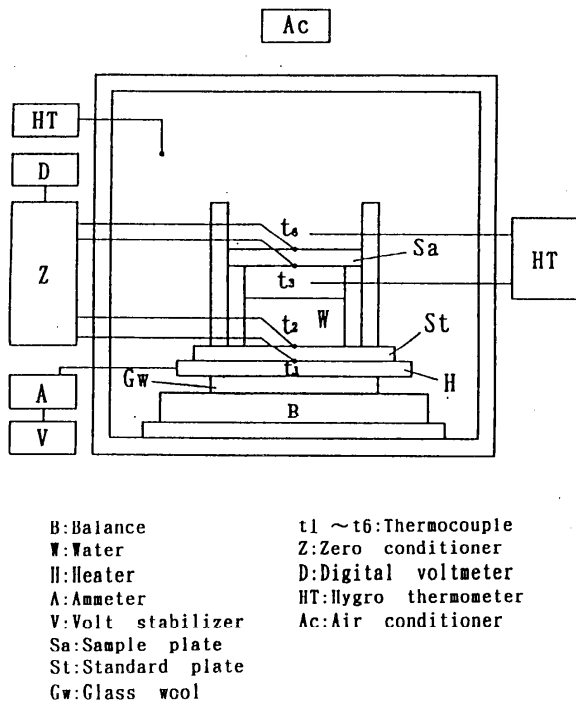 Ac
HT
D
Z
A
V
t6
Sa
t3
HT
W
t2
St
t1
Gw
H
B
B:Balance
W:Water
H:Heater
A:Ammeter
V:Volt stabilizer
Sa:Sample plate
St:Standard plate
Gw:Glass wool
t1 ~t6:Thermocouple
Z:Zero conditioner
D:Digital voltmeter
HT:Hygro thermometer
Ac:Air conditioner